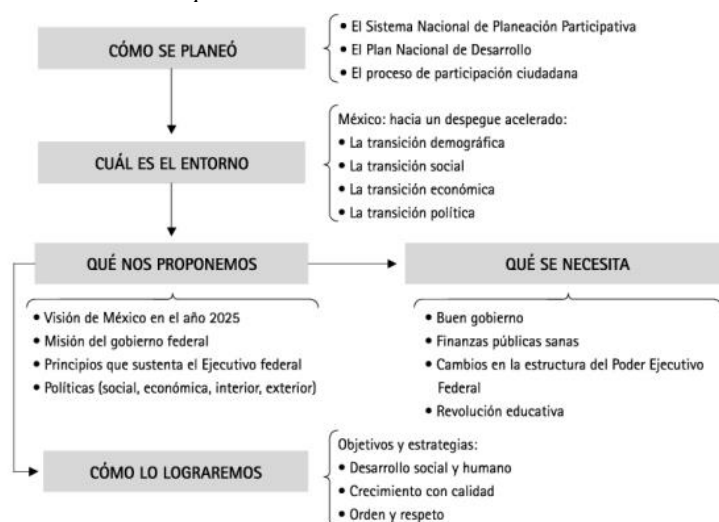 CÓMO SE PLANEÓ
• El Sistema Nacional de Planeación Participativa
• El Plan Nacional de Desarrollo
• El proceso de participación ciudadana
CUÁL ES EL ENTORNO
México: hacia un despegue acelerado:
• La transición demográfica
• La transición social
• La transición económica
• La transición política
QUÉ NOS PROPONEMOS
• Visión de México en el año 2025
• Misión del gobierno federal
• Principios que sustenta el Ejecutivo federal
• Políticas (social, económica, interior, exterior)
QUÉ SE NECESITA
• Buen gobierno
• Finanzas públicas sanas
• Cambios en la estructura del Poder Ejecutivo
Federal
• Revolución educativa
CÓMO LO LOGRAREMOS
Objetivos y estrategias:
• Desarrollo social y humano
• Crecimiento con calidad
• Orden y respeto